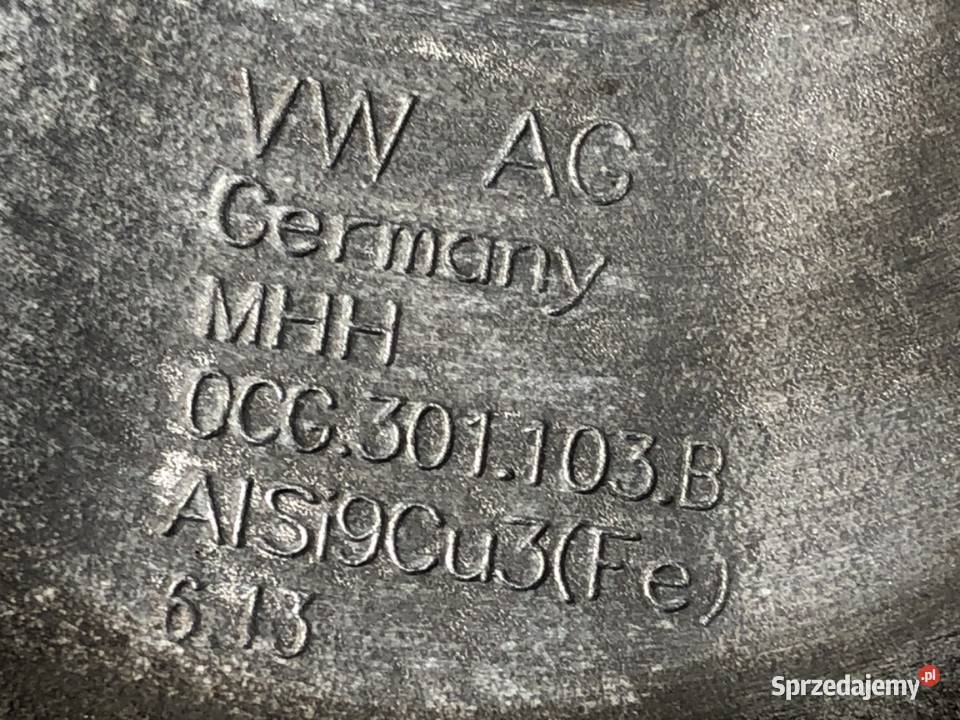 VW AG
Germany
MHH
0CG.301.103.B
AlSi9Cu3(Fe)
6.13
Sprzedajemy.pl